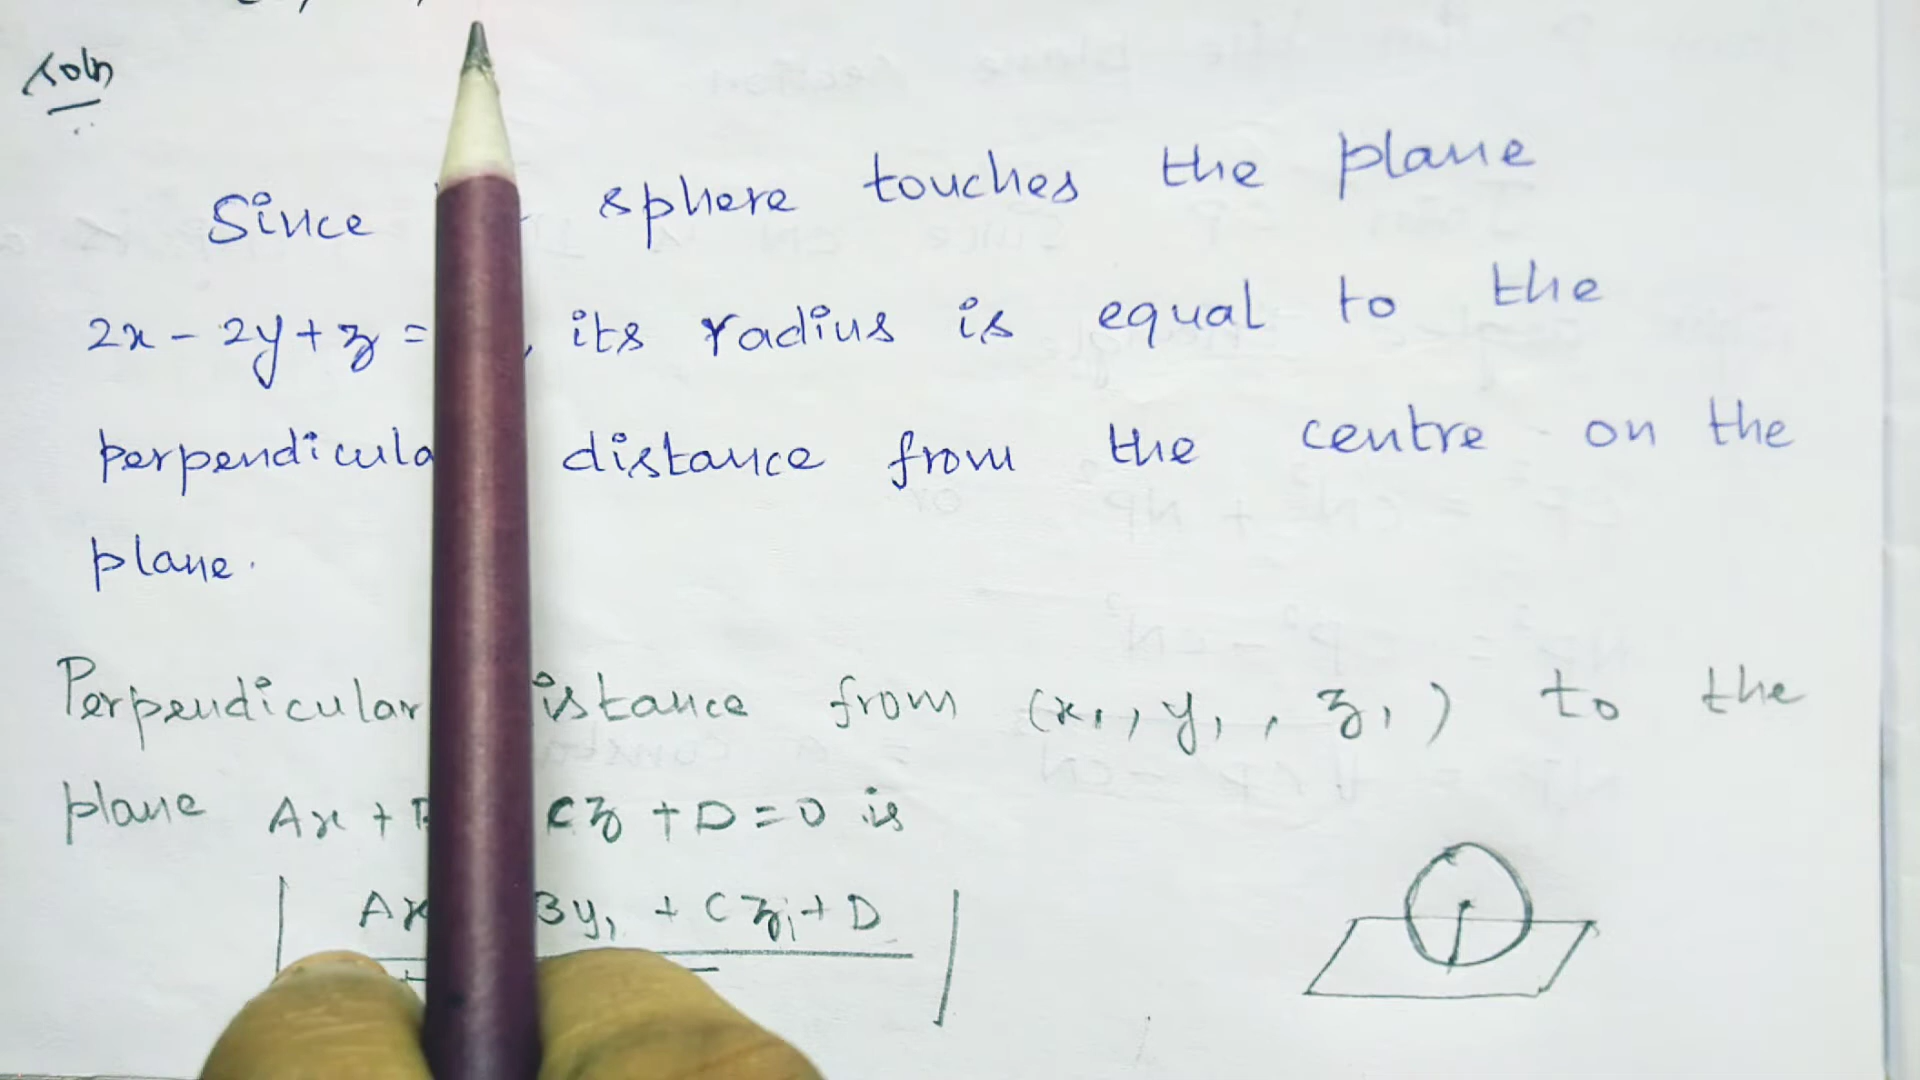 Soln
Since sphere touches the plane
2x - 2y + z = , its radius is equal to the
perpendicula distance from the centre on the
plane.
Perpendicular istance from (x₁, y₁, z₁) to the
plane Ax + Cz + D = 0 is
Ax By₁ + Cz₁ + D